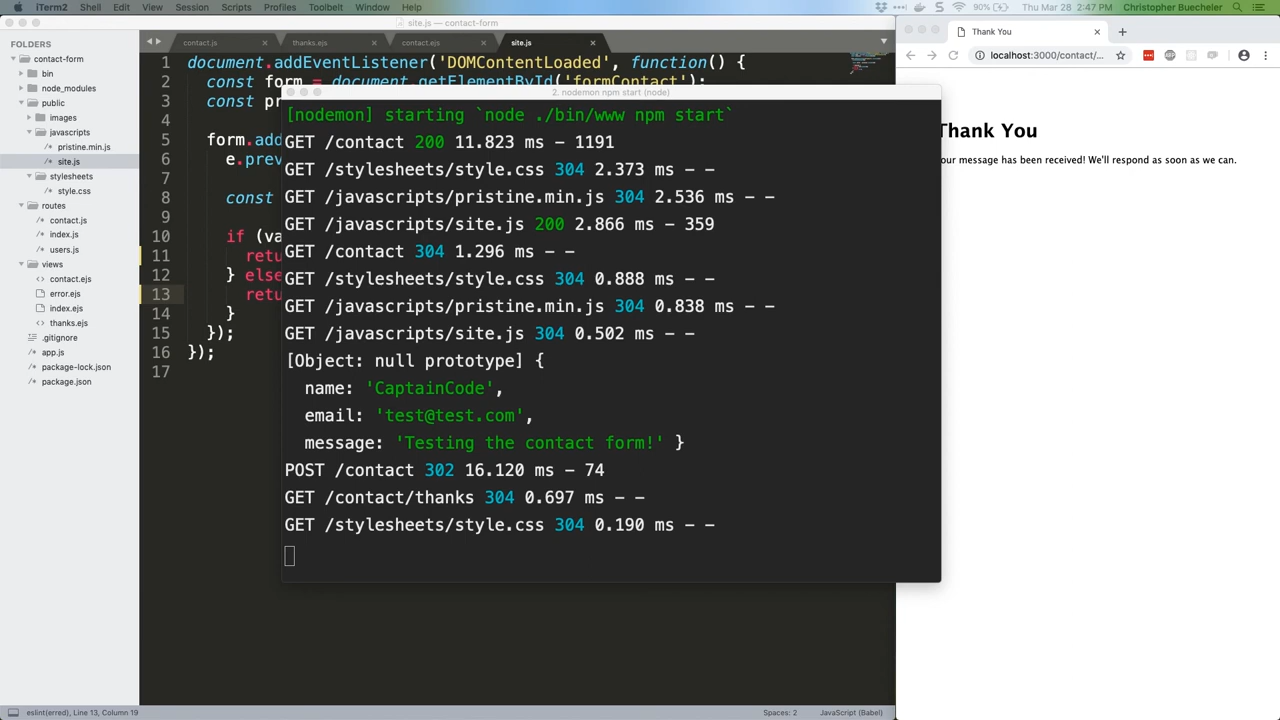 iTerm2 Shell Edit View Session Scripts Profiles Toolbelt Window Help
90% Thu Mar 28 2:47 PM Christopher Buechler
site.js — contact-form
Thank You
localhost:3000/contact/...
FOLDERS
contact-form
bin
node_modules
public
images
javascripts
pristine.min.js
site.js
stylesheets
style.css
routes
contact.js
index.js
users.js
views
contact.ejs
error.ejs
index.ejs
thanks.ejs
.gitignore
app.js
package-lock.json
package.json
contact.js thanks.ejs contact.ejs site.js
1 document.addEventListener('DOMContentLoaded', function() {
2 const form = document.getElementById('formContact');
3 const pr
4
5 form.add
6 e.prev
7
8 const
9
10 if (va
11 retu
12 } else
13 retu
14 }
15 });
16 });
17
2. nodemon npm start (node)
[nodemon] starting `node ./bin/www npm start`
GET /contact 200 11.823 ms - 1191
GET /stylesheets/style.css 304 2.373 ms - -
GET /javascripts/pristine.min.js 304 2.536 ms - -
GET /javascripts/site.js 200 2.866 ms - 359
GET /contact 304 1.296 ms - -
GET /stylesheets/style.css 304 0.888 ms - -
GET /javascripts/pristine.min.js 304 0.838 ms - -
GET /javascripts/site.js 304 0.502 ms - -
[Object: null prototype] {
name: 'CaptainCode',
email: 'test@test.com',
message: 'Testing the contact form!' }
POST /contact 302 16.120 ms - 74
GET /contact/thanks 304 0.697 ms - -
GET /stylesheets/style.css 304 0.190 ms - -
Thank You
our message has been received! We'll respond as soon as we can.
eslint(erred), Line 13, Column 19
Spaces: 2 JavaScript (Babel)